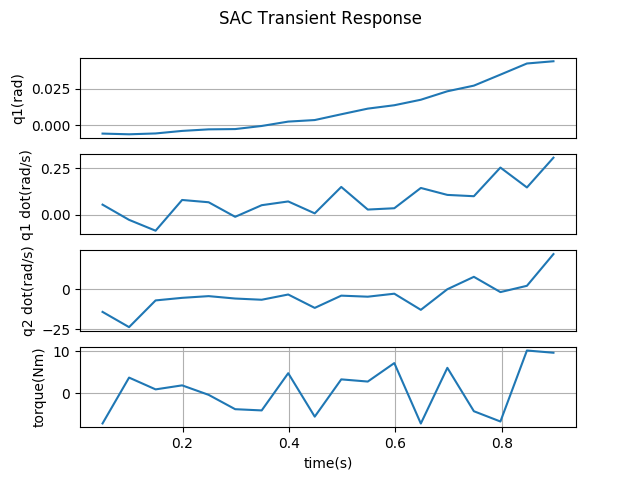 SAC Transient Response
0.025
0.000
q1(rad)
0.25
0.00
q1 dot(rad/s)
0
−25
q2 dot(rad/s)
10
0
torque(Nm)
0.2 0.4 0.6 0.8
time(s)